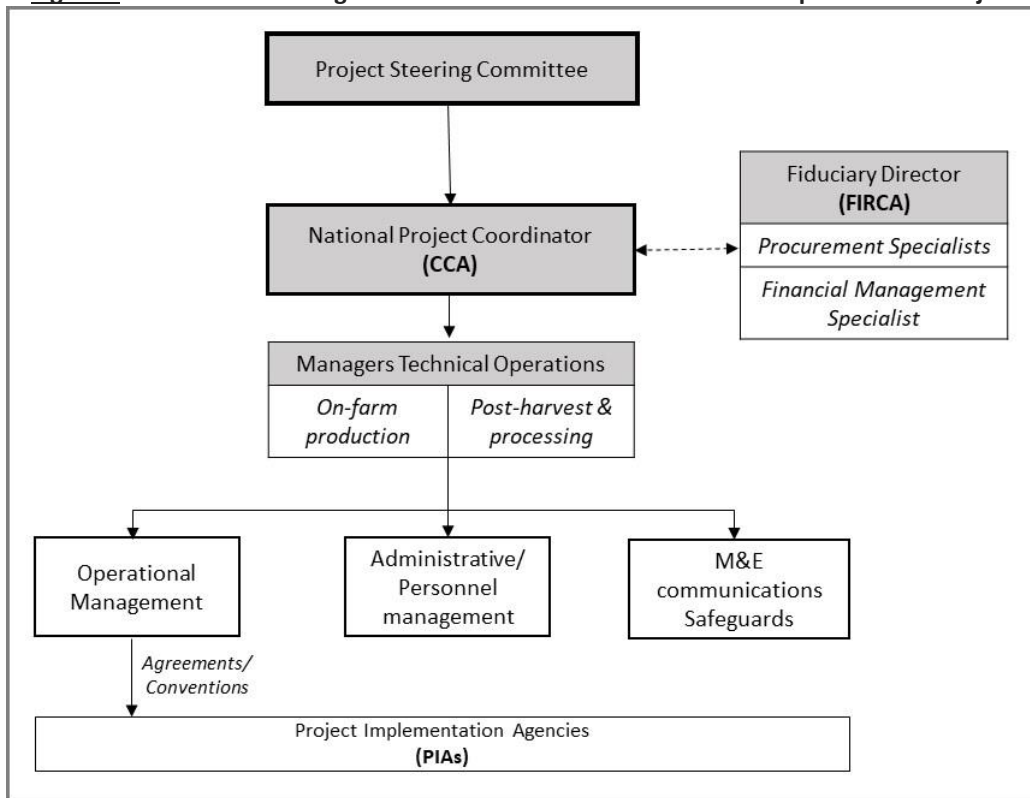 Project Steering Committee
National Project Coordinator
(CCA)
Fiduciary Director
(FIRCA)
Procurement Specialists
Financial Management
Specialist
Managers Technical Operations
On-farm
production
Post-harvest &
processing
Operational
Management
Administrative/
Personnel
management
M&E
communications
Safeguards
Agreements/
Conventions
Project Implementation Agencies
(PIAs)